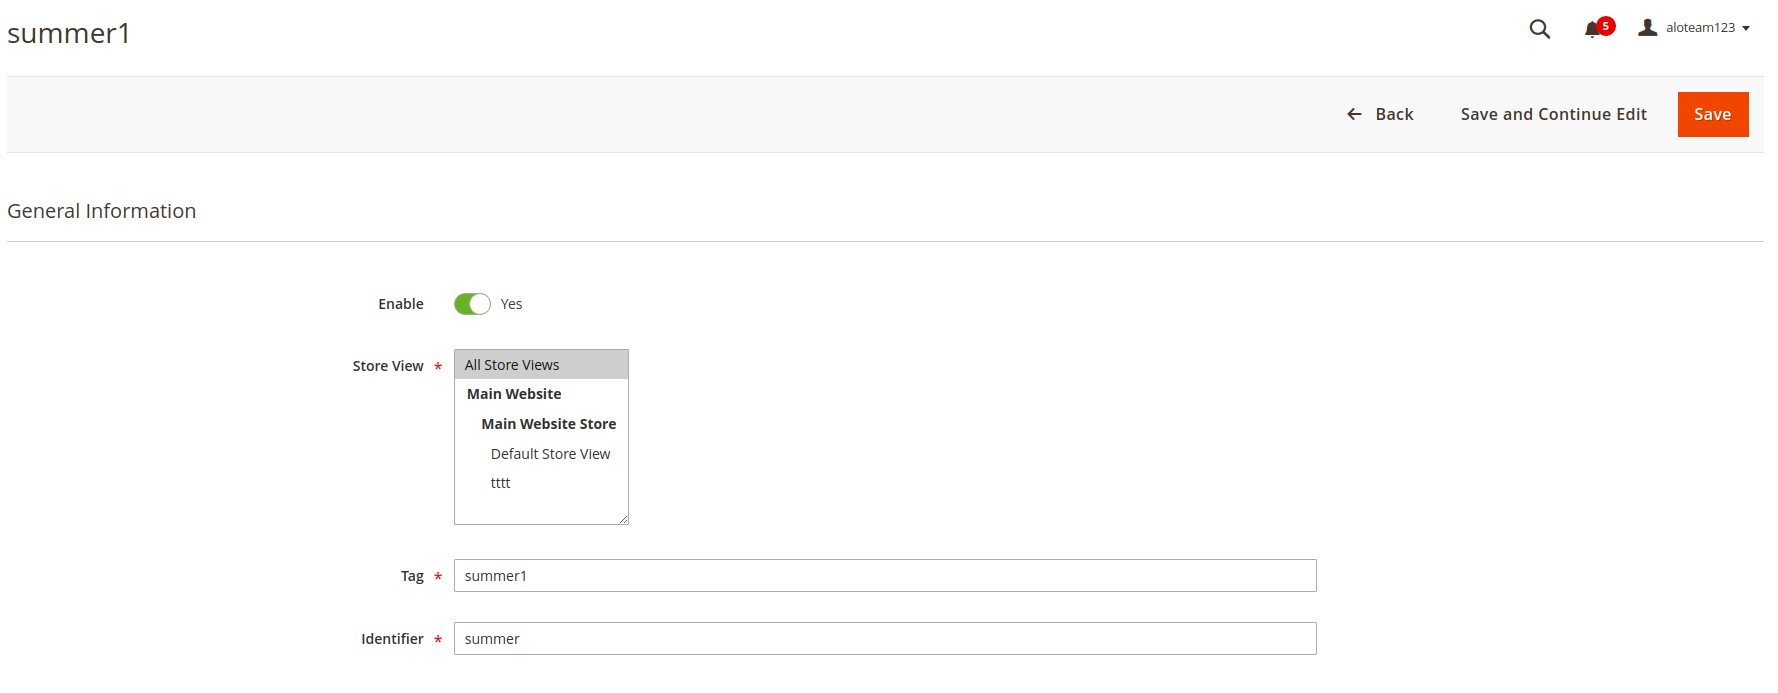 summer1
5
aloteam123
← Back
Save and Continue Edit
Save
General Information
Enable
Yes
Store View *
All Store Views
Main Website
Main Website Store
Default Store View
tttt
Tag *
summer1
Identifier *
summer